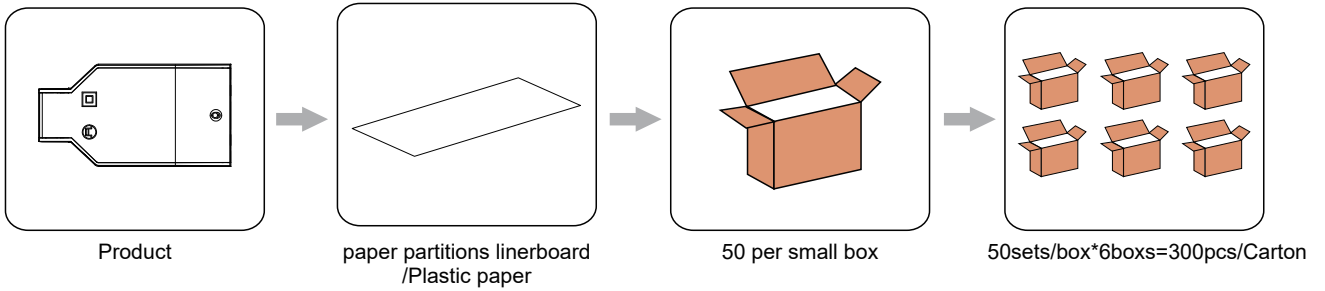 Product
paper partitions linerboard
/Plastic paper
50 per small box
50sets/box*6boxs=300pcs/Carton